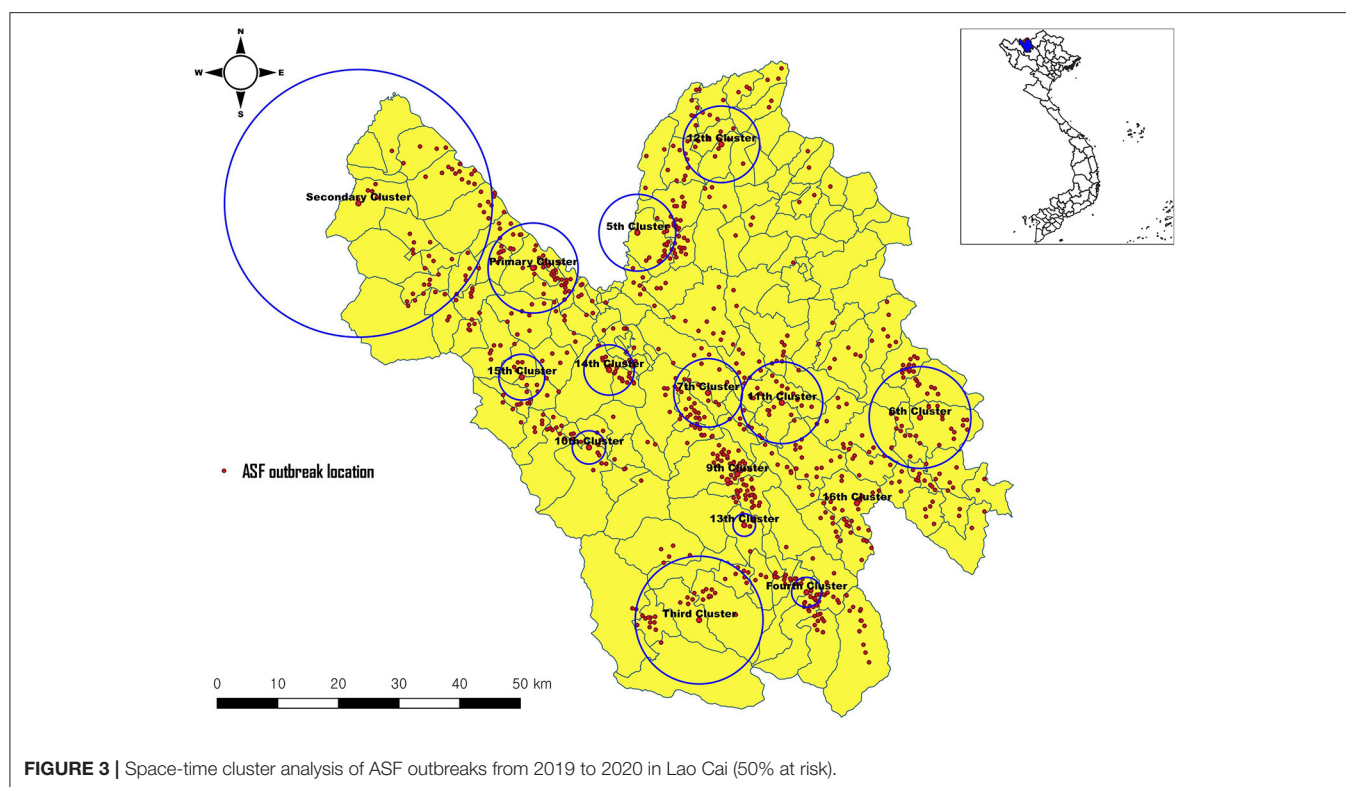 N
W E
S
12th Cluster
Secondary Cluster
5th Cluster
Primary Cluster
15th Cluster
14th Cluster
7th Cluster
11th Cluster
6th Cluster
10th Cluster
9th Cluster
ASF outbreak location
16th Cluster
13th Cluster
Fourth Cluster
Third Cluster
0 10 20 30 40 50 km
FIGURE 3 | Space-time cluster analysis of ASF outbreaks from 2019 to 2020 in Lao Cai (50% at risk).